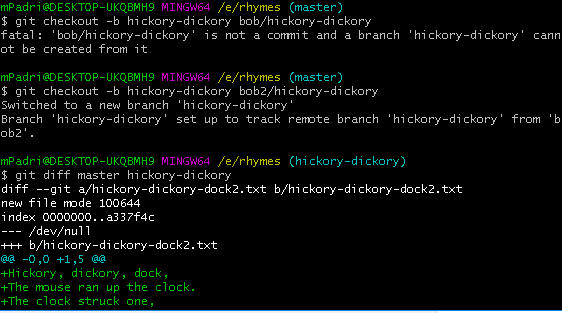 mPadri@DESKTOP-UKQBMH9 MINGW64 /e/rhymes (master)
$ git checkout -b hickory-dickory bob/hickory-dickory
fatal: 'bob/hickory-dickory' is not a commit and a branch 'hickory-dickory' cann
ot be created from it
mPadri@DESKTOP-UKQBMH9 MINGW64 /e/rhymes (master)
$ git checkout -b hickory-dickory bob2/hickory-dickory
Switched to a new branch 'hickory-dickory'
Branch 'hickory-dickory' set up to track remote branch 'hickory-dickory' from 'b
ob2'.
mPadri@DESKTOP-UKQBMH9 MINGW64 /e/rhymes (hickory-dickory)
$ git diff master hickory-dickory
diff --git a/hickory-dickory-dock2.txt b/hickory-dickory-dock2.txt
new file mode 100644
index 0000000..a337f4c
--- /dev/null
+++ b/hickory-dickory-dock2.txt
@@ -0,0 +1,5 @@
+Hickory, dickory, dock,
+The mouse ran up the clock.
+The clock struck one,